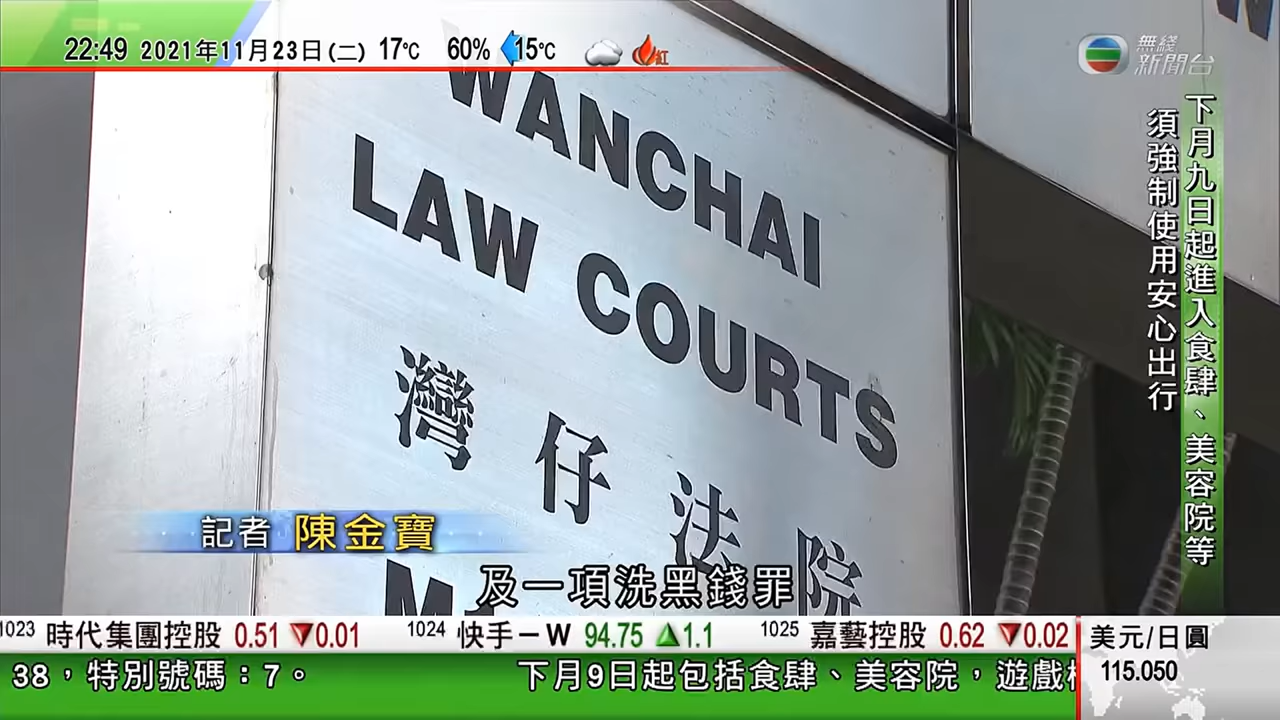 22:49 2021年11月23日(二) 17℃ 60% 15℃ 紅
無綫
新聞台
下月九日起進入食肆、美容院等
須強制使用安心出行
WANCHAI
LAW COURTS
灣仔法院
記者 陳金寶
及一項洗黑錢罪
1023 時代集團控股 0.51 ▼0.01 1024 快手－W 94.75 ▲1.1 1025 嘉藝控股 0.62 ▼0.02
美元/日圓
115.050
38，特別號碼：7。 下月9日起包括食肆、美容院，遊戲